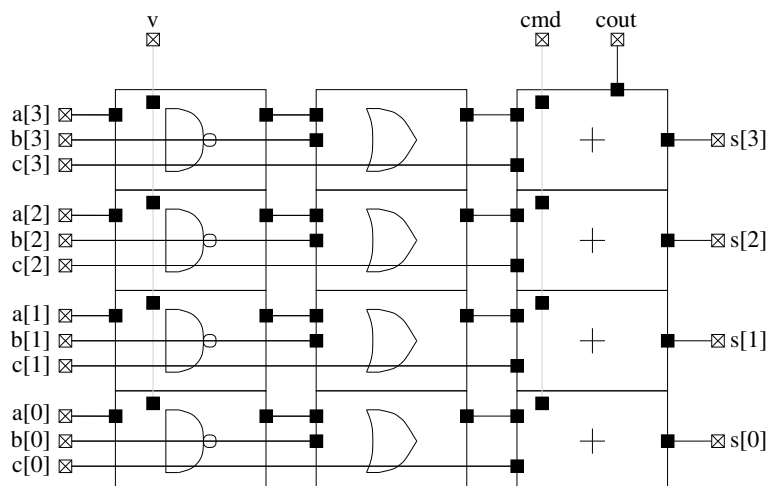 v cmd cout
a[3]
b[3] s[3]
c[3]
a[2]
b[2] s[2]
c[2]
a[1]
b[1] s[1]
c[1]
a[0]
b[0] s[0]
c[0]